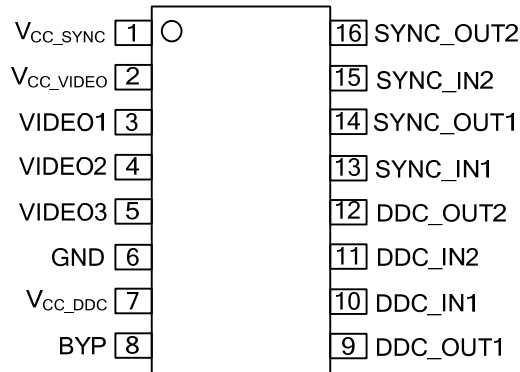 VCC_SYNC 1 16 SYNC_OUT2
VCC_VIDEO 2 15 SYNC_IN2
VIDEO1 3 14 SYNC_OUT1
VIDEO2 4 13 SYNC_IN1
VIDEO3 5 12 DDC_OUT2
GND 6 11 DDC_IN2
VCC_DDC 7 10 DDC_IN1
BYP 8 9 DDC_OUT1